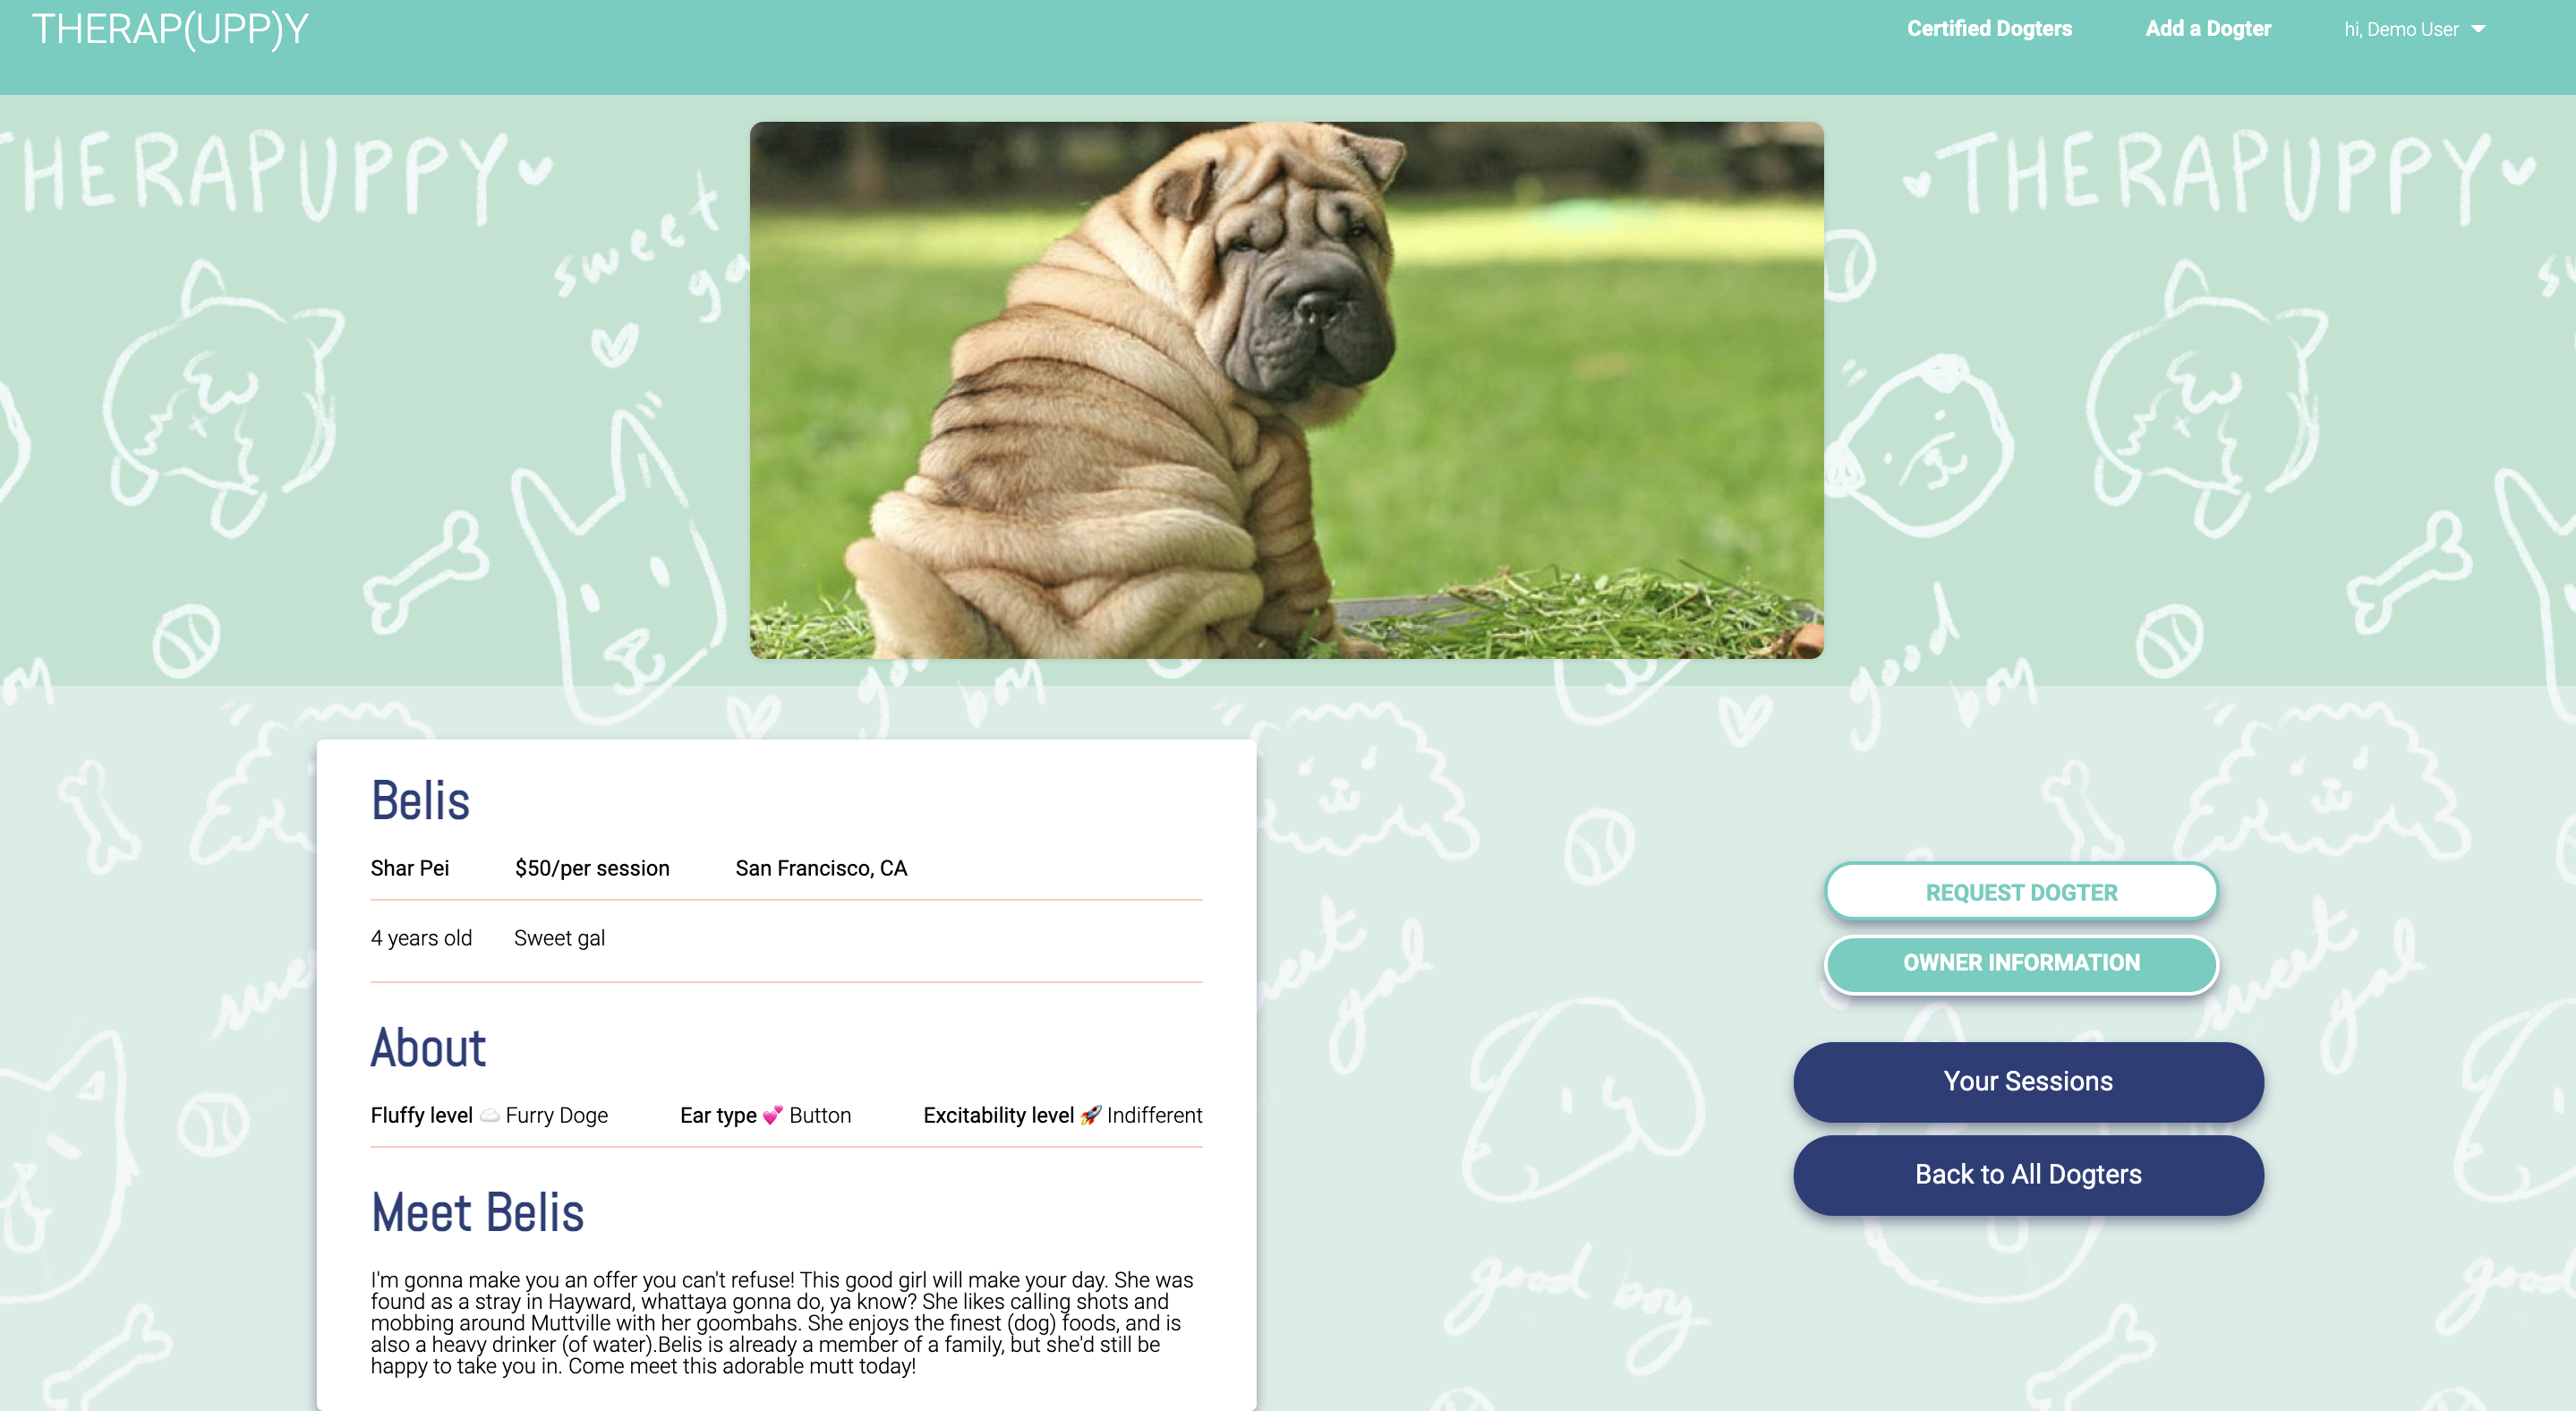 THERAP(UPP)Y
Certified Dogters
Add a Dogter
hi, Demo User
THERAPUPPY
THERAPUPPY
sweet
good
boy
good
boy
Belis
Shar Pei $50/per session San Francisco, CA
4 years old Sweet gal
REQUEST DOGTER
OWNER INFORMATION
sweet
gal
About
Your Sessions
Fluffy level ☁️ Furry Doge Ear type 💕 Button Excitability level 🚀 Indifferent
Back to All Dogters
Meet Belis
I'm gonna make you an offer you can't refuse! This good girl will make your day. She was
found as a stray in Hayward, whattaya gonna do, ya know? She likes calling shots and
mobbing around Muttville with her goombahs. She enjoys the finest (dog) foods, and is
also a heavy drinker (of water).Belis is already a member of a family, but she'd still be
happy to take you in. Come meet this adorable mutt today!
good boy
good